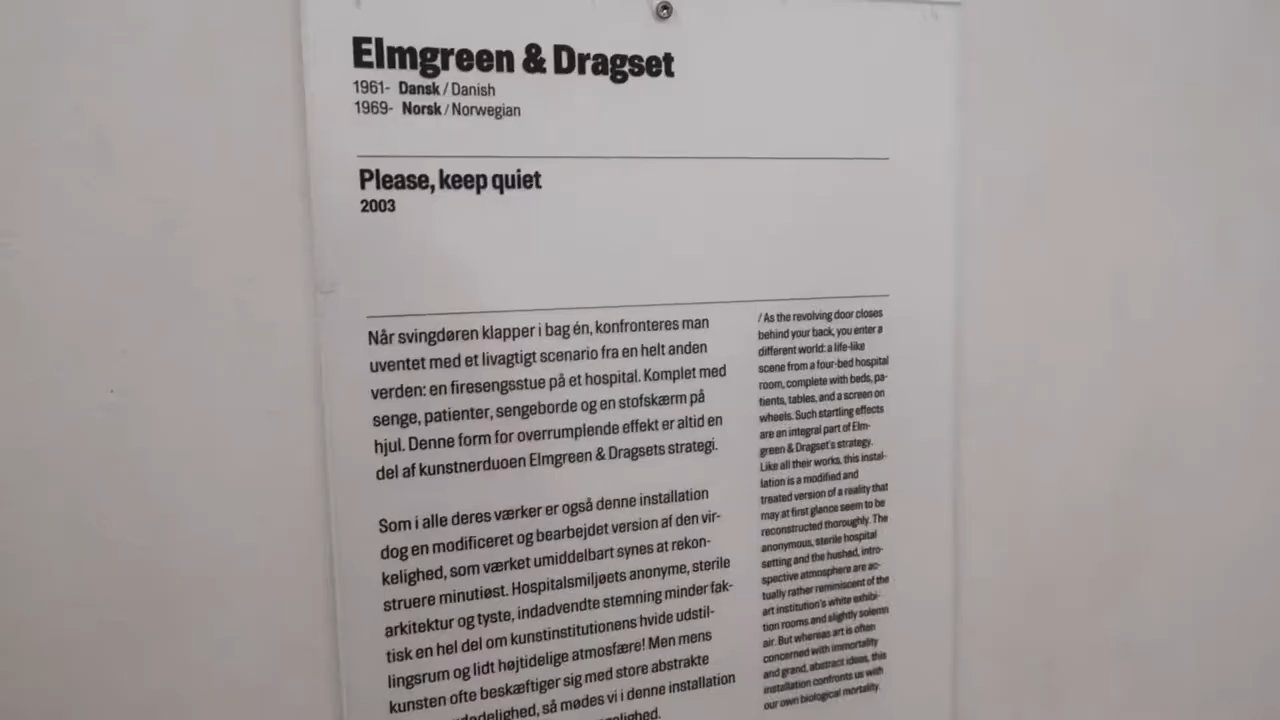 Elmgreen & Dragset
1961- Dansk / Danish
1969- Norsk / Norwegian
Please, keep quiet
2003
Når svingdøren klapper i bag én, konfronteres man
uventet med et livagtigt scenario fra en helt anden
verden: en firesengsstue på et hospital. Komplet med
senge, patienter, sengeborde og en stofskærm på
hjul. Denne form for overrumplende effekt er altid en
del af kunstnerduoen Elmgreen & Dragsets strategi.
Som i alle deres værker er også denne installation
dog en modificeret og bearbejdet version af den vir-
kelighed, som værket umiddelbart synes at rekon-
struere minutiøst. Hospitalsmiljøets anonyme, sterile
arkitektur og tyste, indadvendte stemning minder fak-
tisk en hel del om kunstinstitutionens hvide udstil-
lingsrum og lidt højtidelige atmosfære! Men mens
kunsten ofte beskæftiger sig med store abstrakte
så mødes vi i denne installation
/ As the revolving door closes
behind your back, you enter a
different world: a life-like
scene from a four-bed hospital
room, complete with beds, pa-
tients, tables, and a screen on
wheels. Such startling effects
are an integral part of Elm-
green & Dragset's strategy.
Like all their works, this instal-
lation is a modified and
treated version of a reality that
may at first glance seem to be
reconstructed thoroughly. The
anonymous, sterile hospital
setting and the hushed, intro-
spective atmosphere are ac-
tually rather reminiscent of the
art institution's white exhibi-
tion rooms and slightly solemn
air. But whereas art is often
concerned with immortality
and grand, abstract ideas, this
installation confronts us with
our own biological mortality.